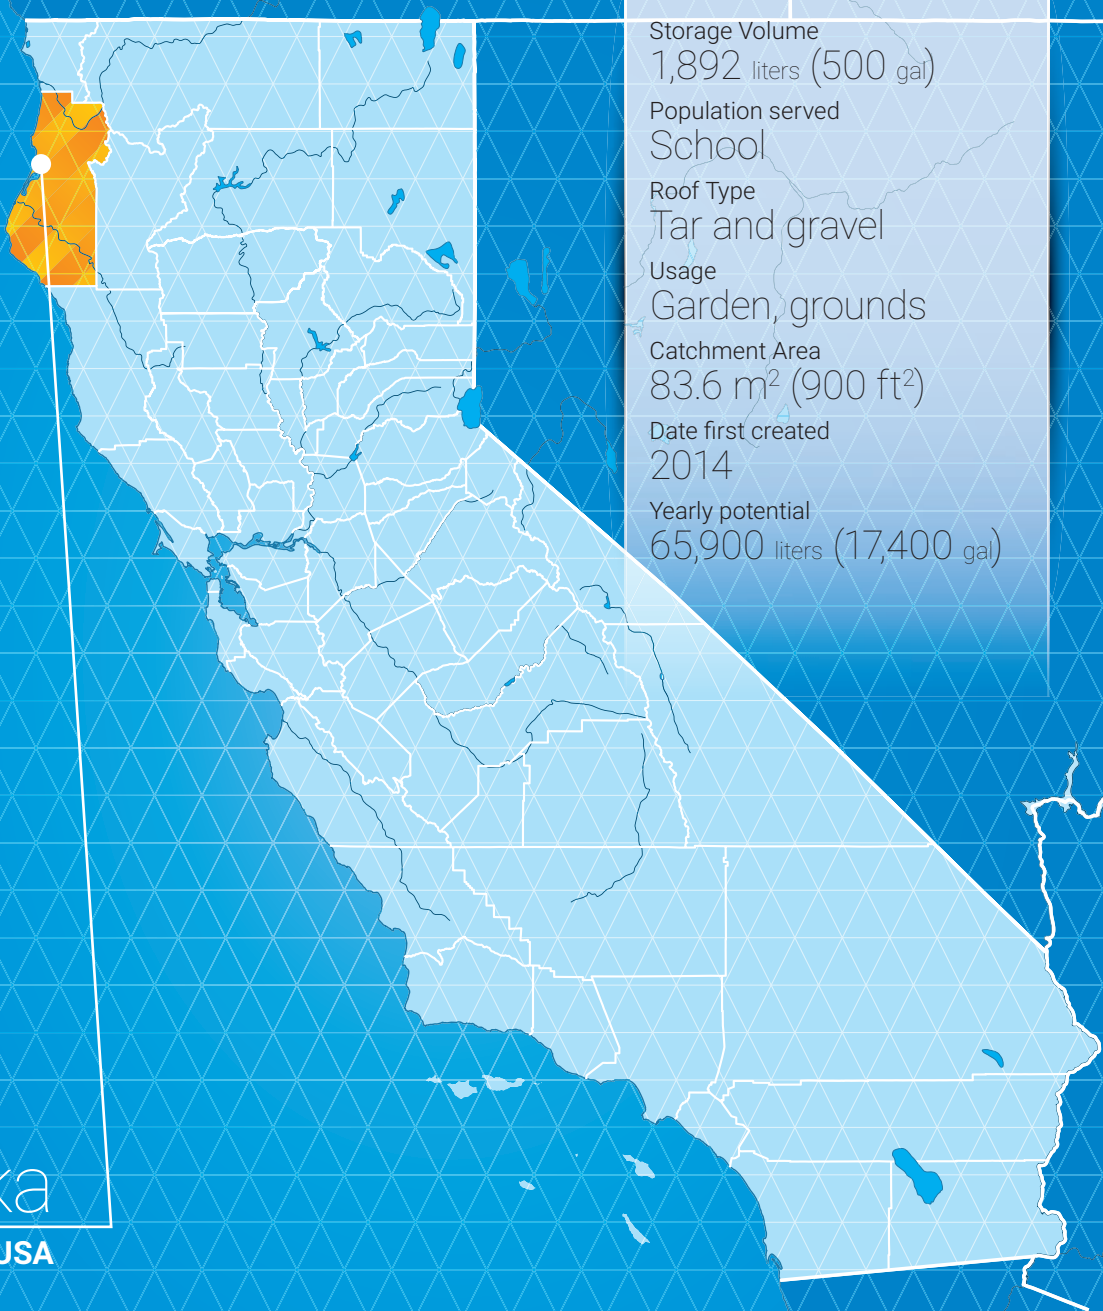 Storage Volume
1,892 liters (500 gal)
Population served
School
Roof Type
Tar and gravel
Usage
Garden, grounds
Catchment Area
83.6 m² (900 ft²)
Date first created
2014
Yearly potential
65,900 liters (17,400 gal)
ka
USA